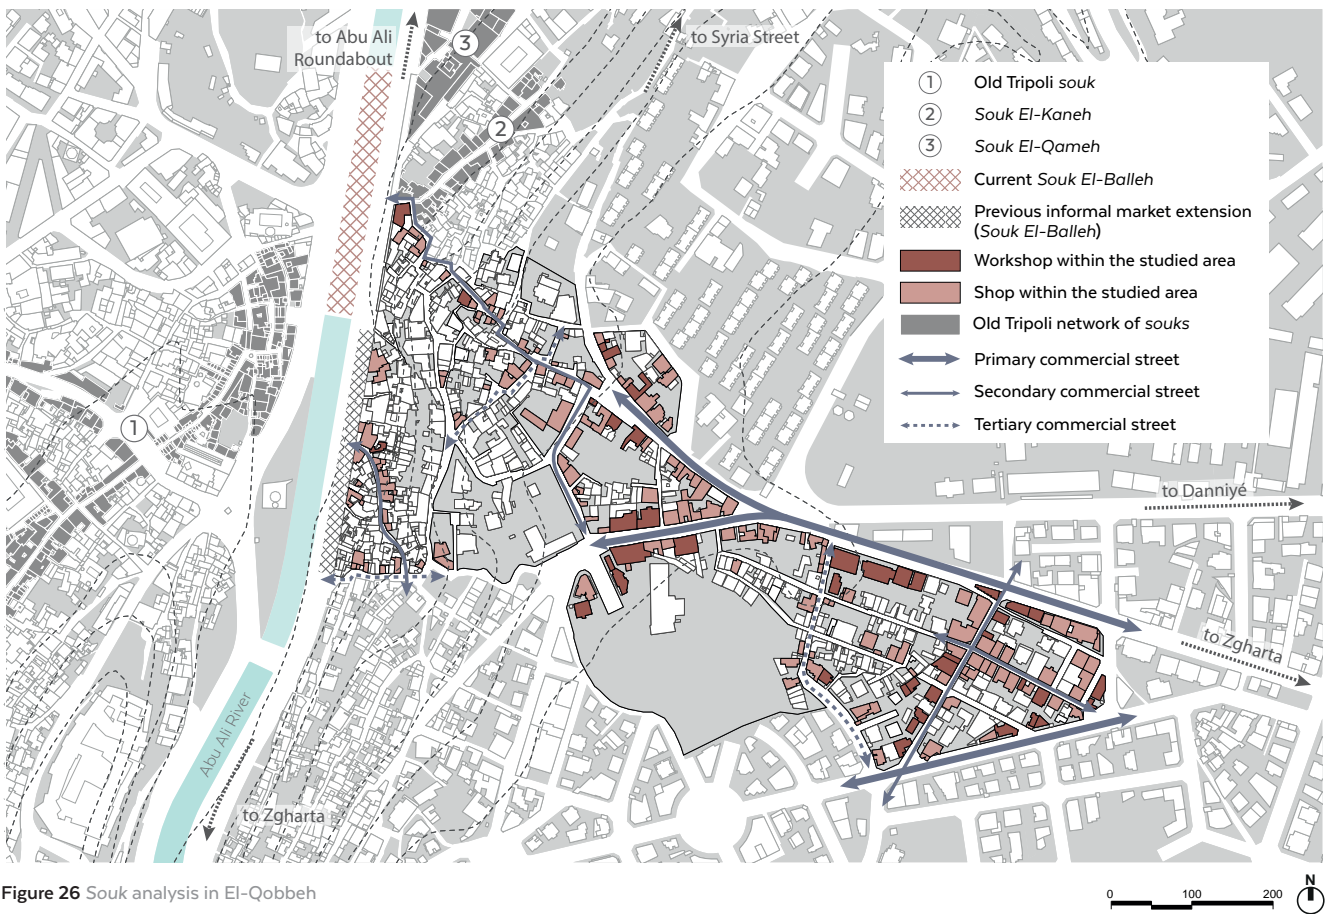 to Abu Ali
Roundabout
3
to Syria Street
2
1
Abu Ali River
to Zgharta
to Danniyé
to Zgharta
1 Old Tripoli souk
2 Souk El-Kaneh
3 Souk El-Qameh
Current Souk El-Balleh
Previous informal market extension
(Souk El-Balleh)
Workshop within the studied area
Shop within the studied area
Old Tripoli network of souks
Primary commercial street
Secondary commercial street
Tertiary commercial street
Figure 26 Souk analysis in El-Qobbeh
0 100 200
N